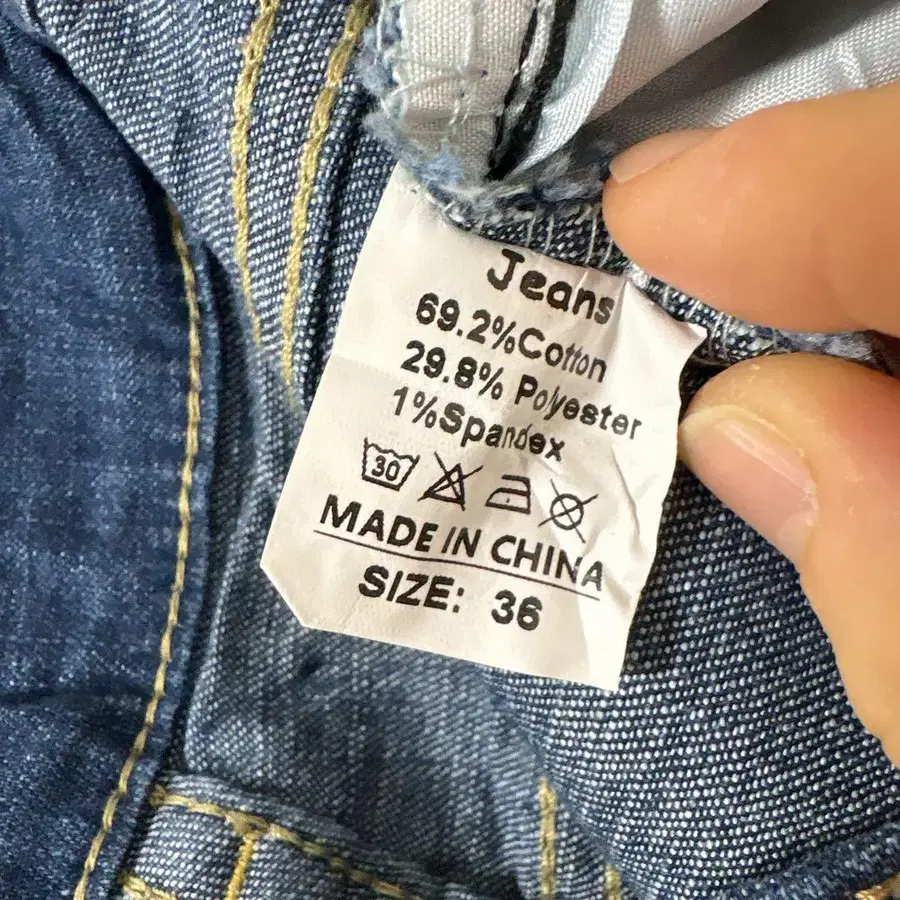 Jeans
69.2%Cotton
29.8% Polyester
1%Spandex
30
MADE IN CHINA
SIZE: 36